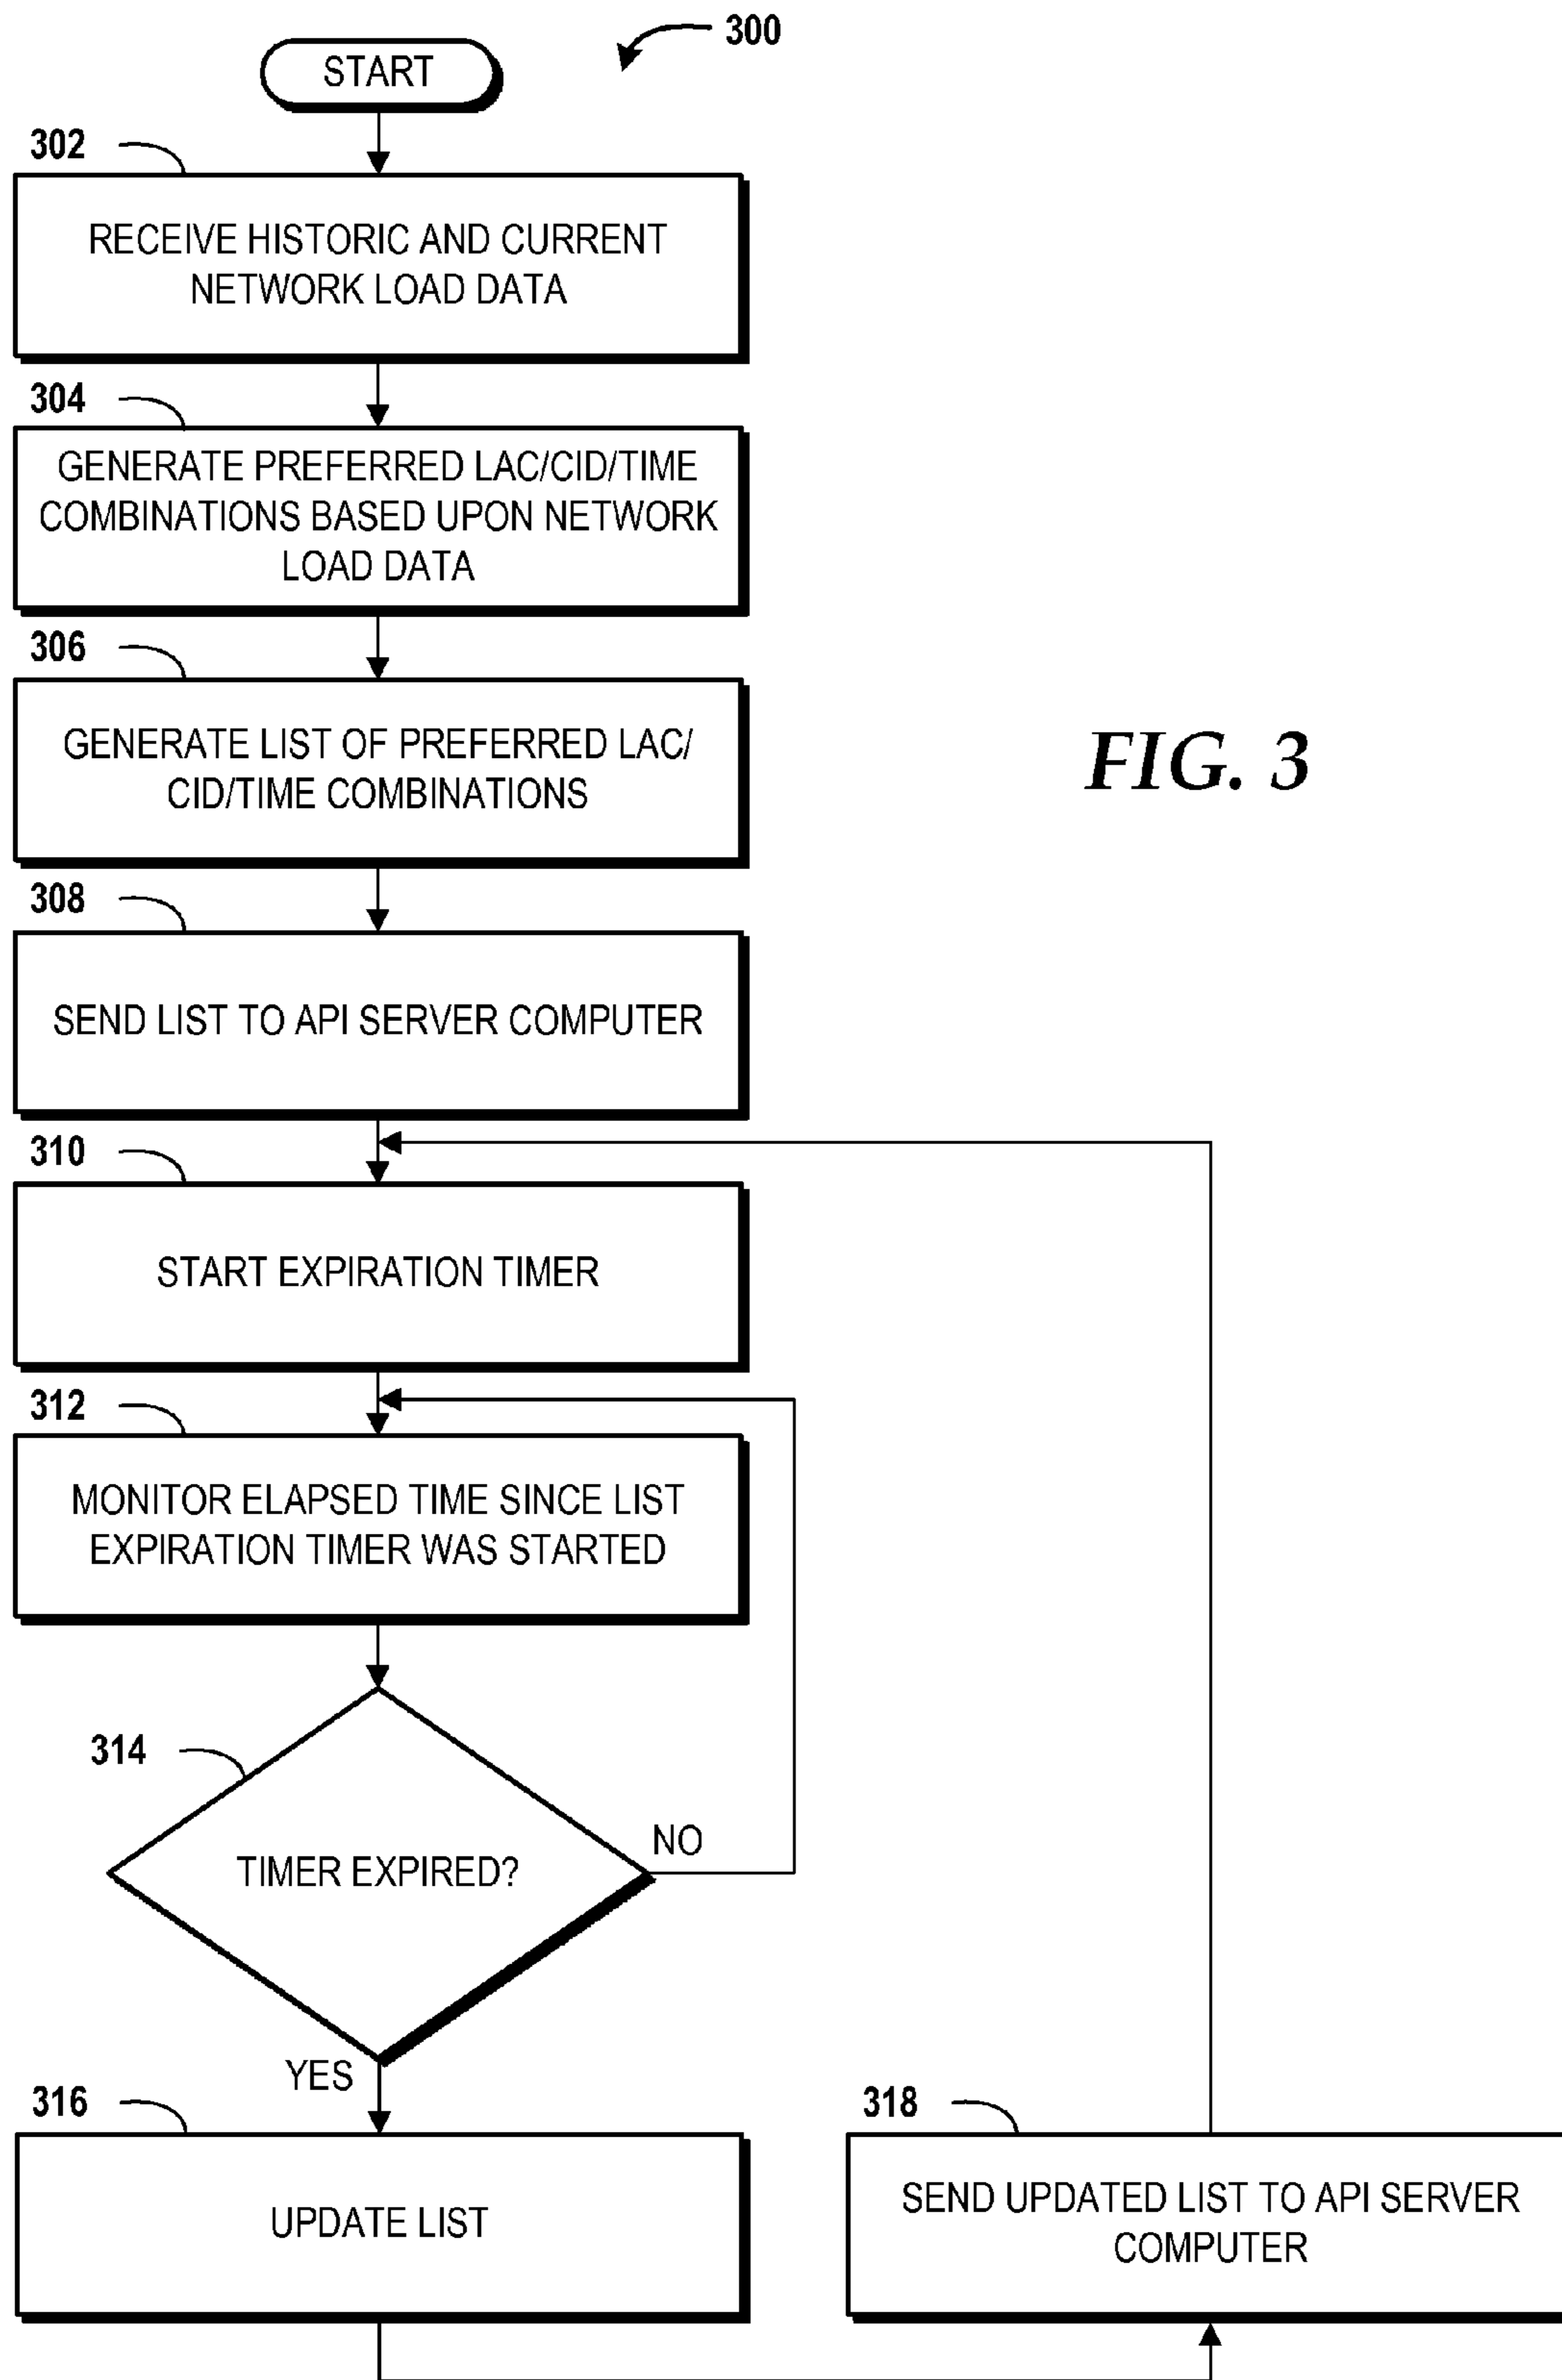 300
START
302
RECEIVE HISTORIC AND CURRENT
NETWORK LOAD DATA
304
GENERATE PREFERRED LAC/CID/TIME
COMBINATIONS BASED UPON NETWORK
LOAD DATA
306
GENERATE LIST OF PREFERRED LAC/
CID/TIME COMBINATIONS
FIG. 3
308
SEND LIST TO API SERVER COMPUTER
310
START EXPIRATION TIMER
312
MONITOR ELAPSED TIME SINCE LIST
EXPIRATION TIMER WAS STARTED
314
TIMER EXPIRED?
NO
YES
316
UPDATE LIST
318
SEND UPDATED LIST TO API SERVER
COMPUTER